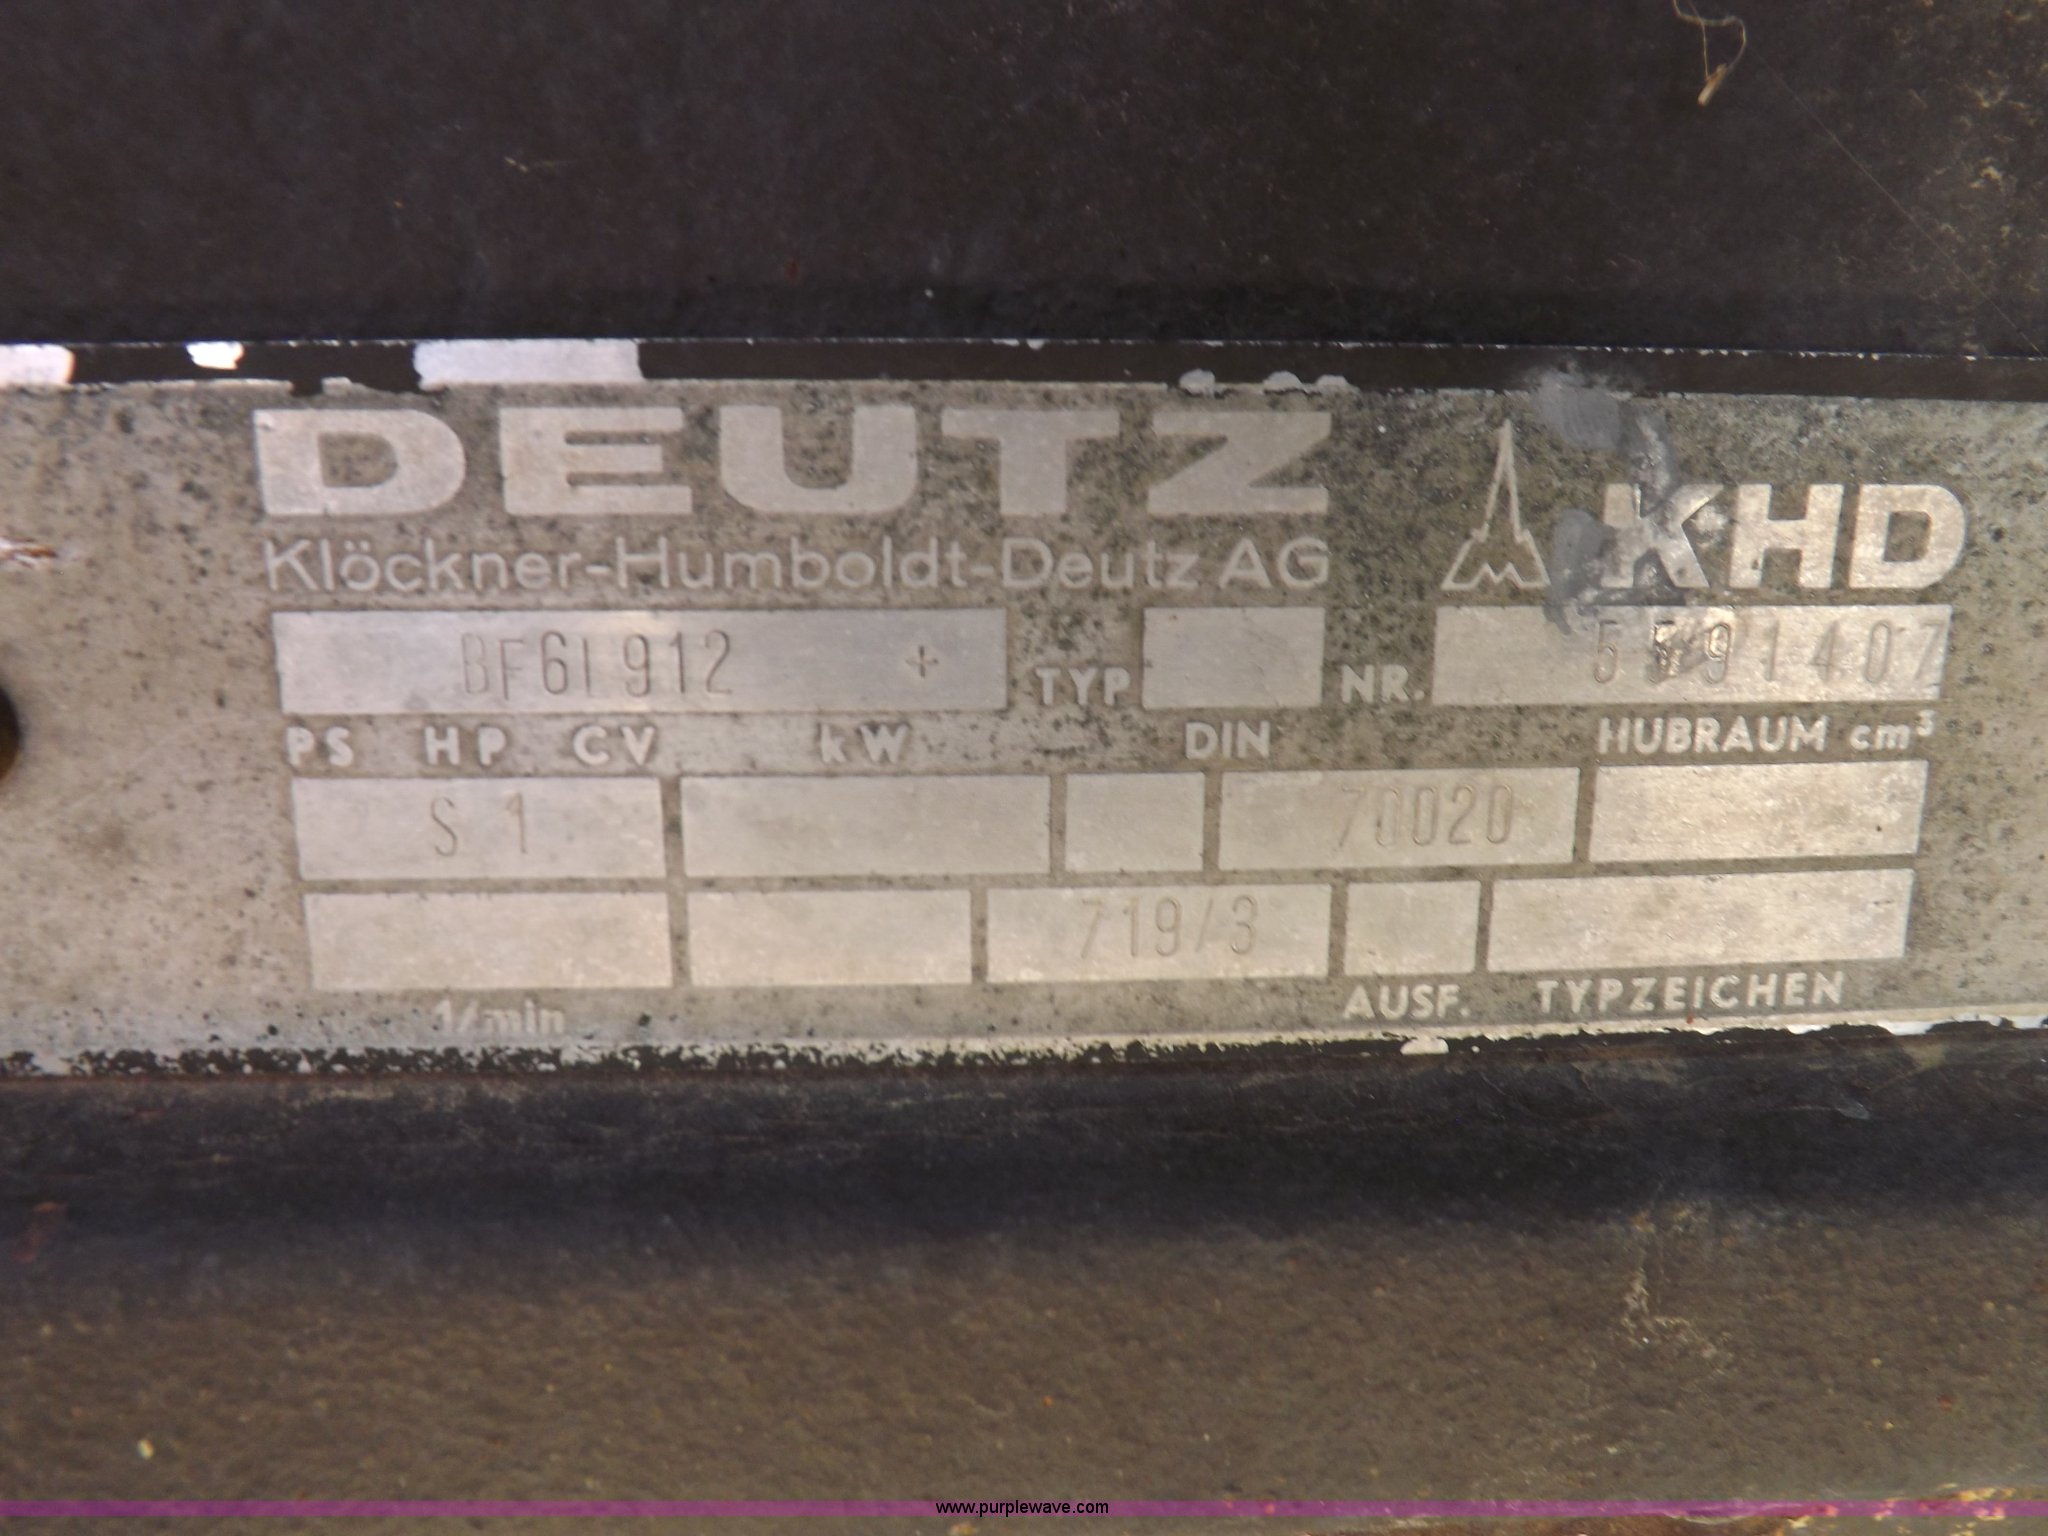 DEUTZ
KHD
Klöckner-Humboldt-Deutz AG
BF6L912 + TYP NR. 5591407
PS HP CV kW DIN HUBRAUM cm³
S 1 70020
719/3
1/min AUSF. TYPZEICHEN
www.purplewave.com